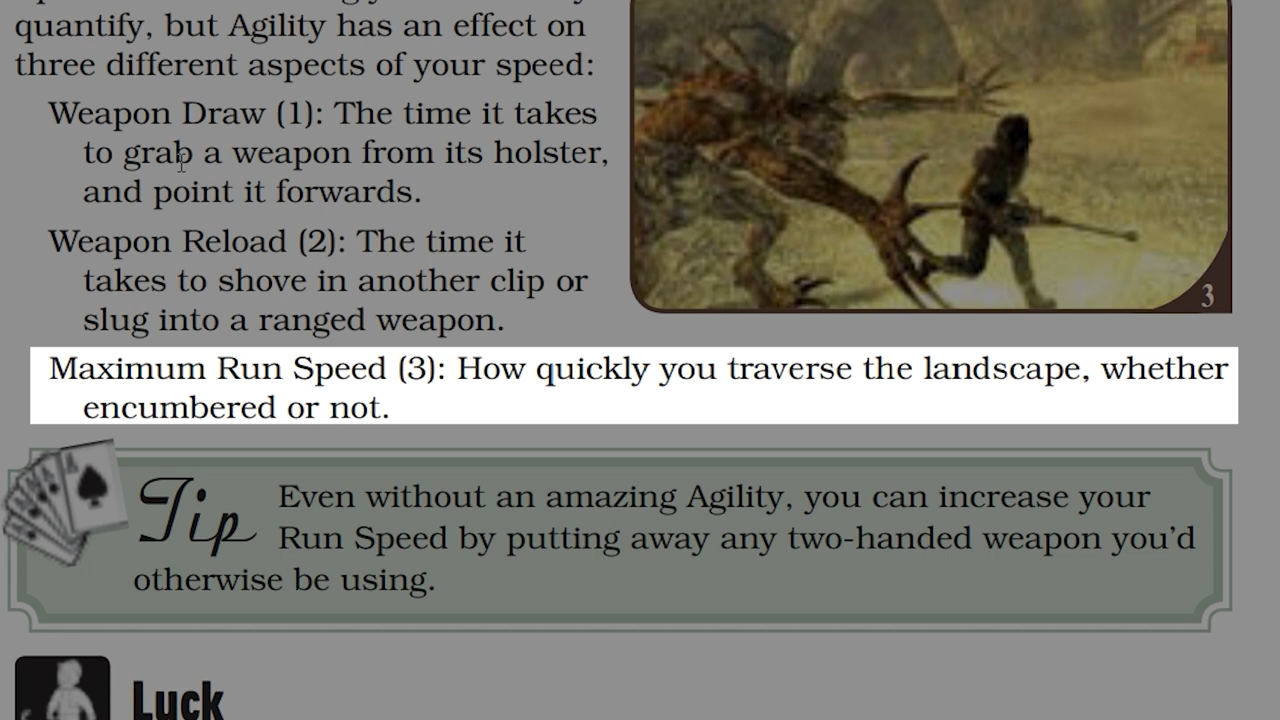 quantify, but Agility has an effect on
three different aspects of your speed:
Weapon Draw (1): The time it takes
to grab a weapon from its holster,
and point it forwards.
Weapon Reload (2): The time it
takes to shove in another clip or
slug into a ranged weapon.
3
Maximum Run Speed (3): How quickly you traverse the landscape, whether
encumbered or not.
Tip
Even without an amazing Agility, you can increase your
Run Speed by putting away any two-handed weapon you’d
otherwise be using.
Luck